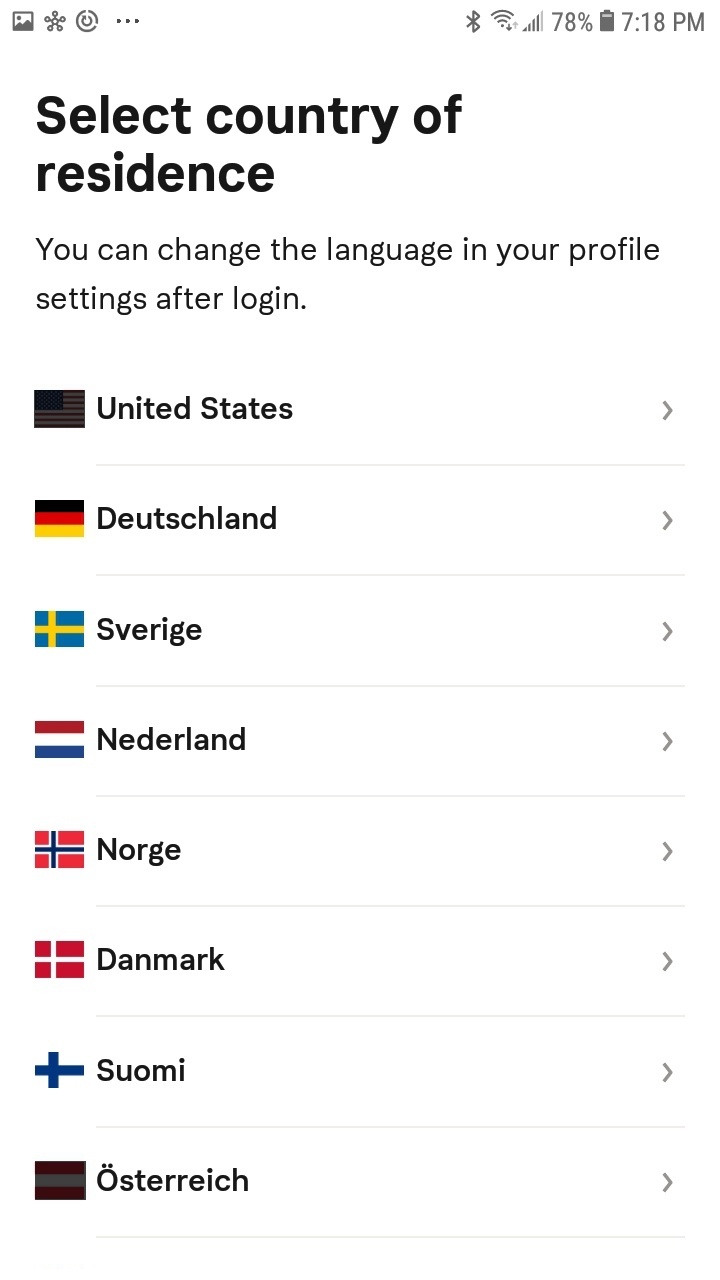 78% 7:18 PM
Select country of
residence
You can change the language in your profile
settings after login.
United States
Deutschland
Sverige
Nederland
Norge
Danmark
Suomi
Österreich